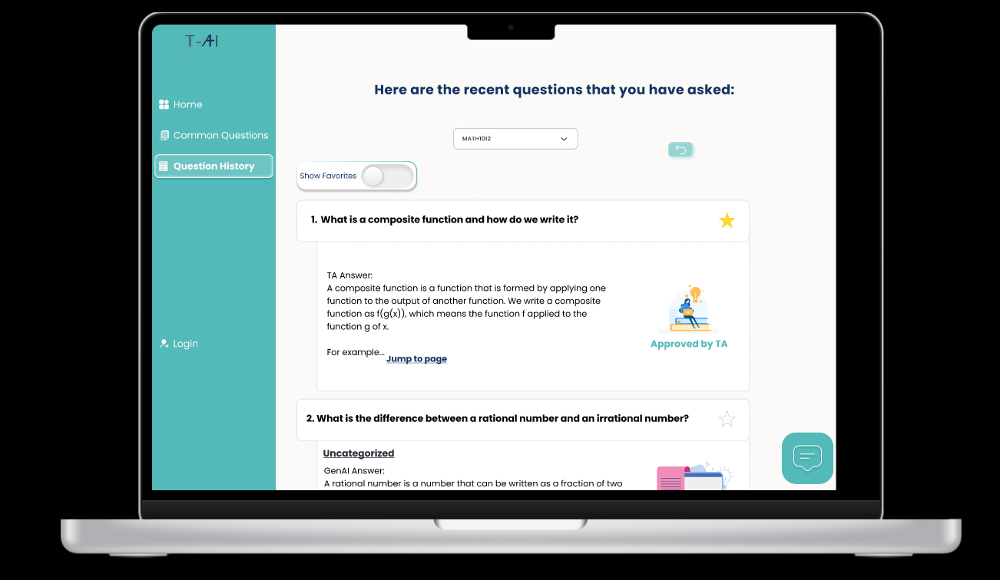 T-AI
Home
Common Questions
Question History
Login
Here are the recent questions that you have asked:
MATH1012
Show Favorites
1. What is a composite function and how do we write it?
TA Answer:
A composite function is a function that is formed by applying one
function to the output of another function. We write a composite
function as f(g(x)), which means the function f applied to the
function g of x.
For example...
Jump to page
Approved by TA
2. What is the difference between a rational number and an irrational number?
Uncategorized
GenAI Answer:
A rational number is a number that can be written as a fraction of two